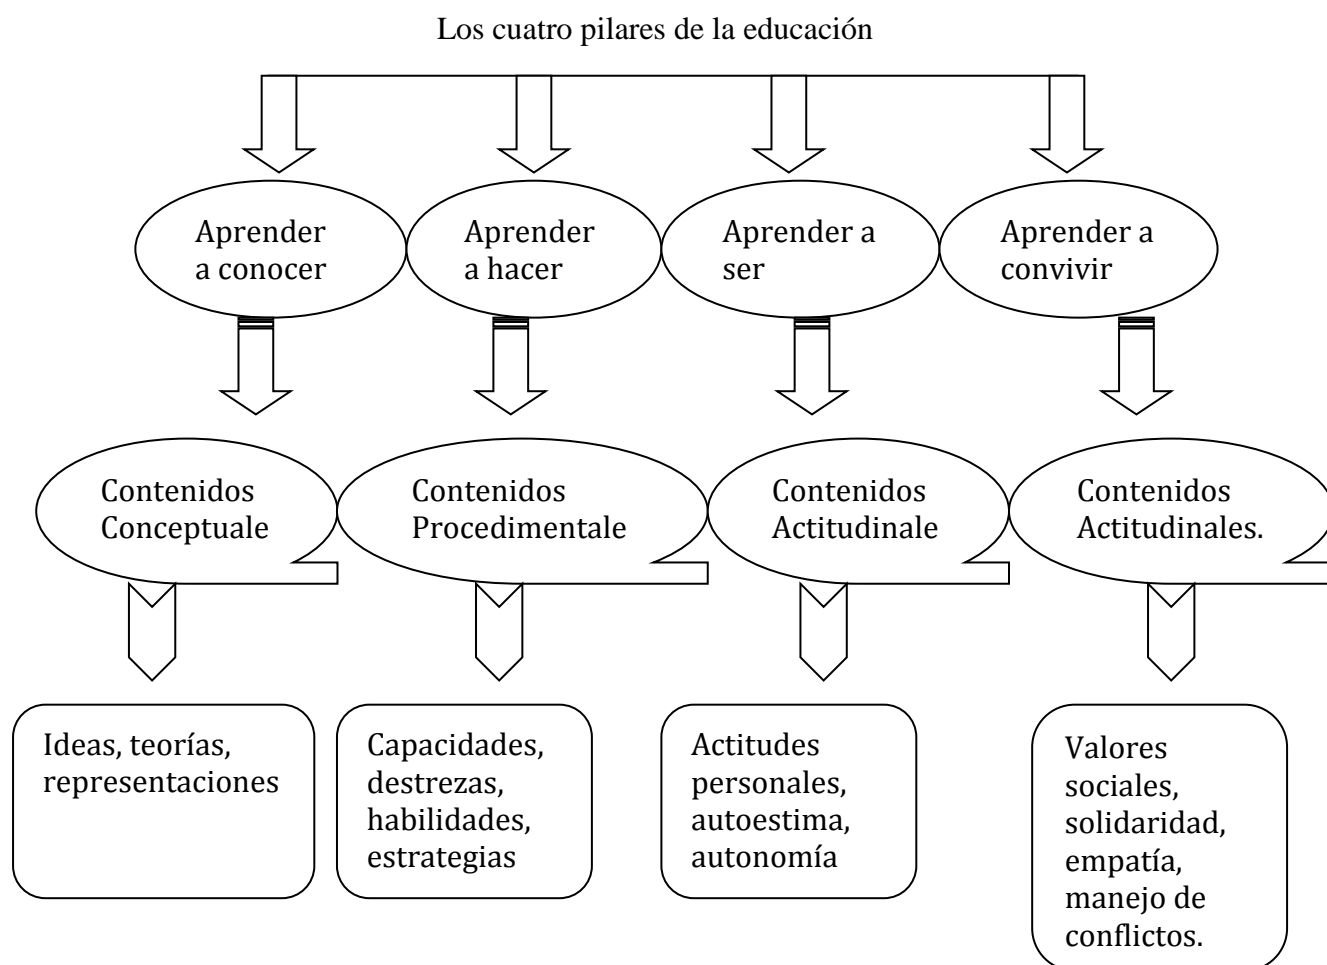 Los cuatro pilares de la educación
Aprender
a conocer
Aprender
a hacer
Aprender a
ser
Aprender a
convivir
Contenidos
Conceptuale
Contenidos
Procedimentale
Contenidos
Actitudinale
Contenidos
Actitudinales.
Ideas, teorías,
representaciones
Capacidades,
destrezas,
habilidades,
estrategias
Actitudes
personales,
autoestima,
autonomía
Valores
sociales,
solidaridad,
empatía,
manejo de
conflictos.